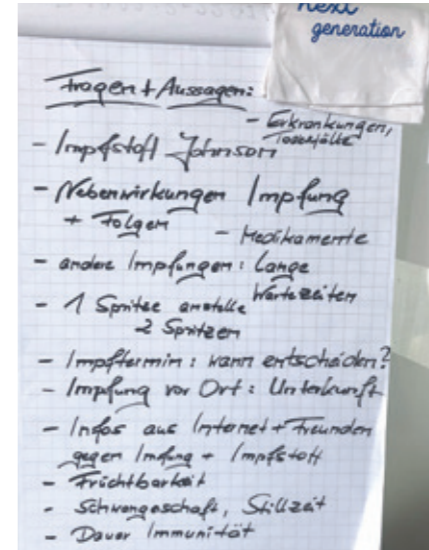 next
generation
Fragen + Aussagen:
- Erkrankungen,
Todesfälle
- Impfstoff Johnson
- Nebenwirkungen Impfung
+ Folgen
- Medikamente
- andere Impfungen: Lange
Wartezeiten
- 1 Spritze anstelle
2 Spritzen
- Impftermin: wann entscheiden?
- Impfung vor Ort: Unterkunft
- Infos aus Internet + Freunden
gegen Impfung + Impfstoff
- Fruchtbarkeit
- Schwangerschaft, Stillzeit
- Dauer Immunität